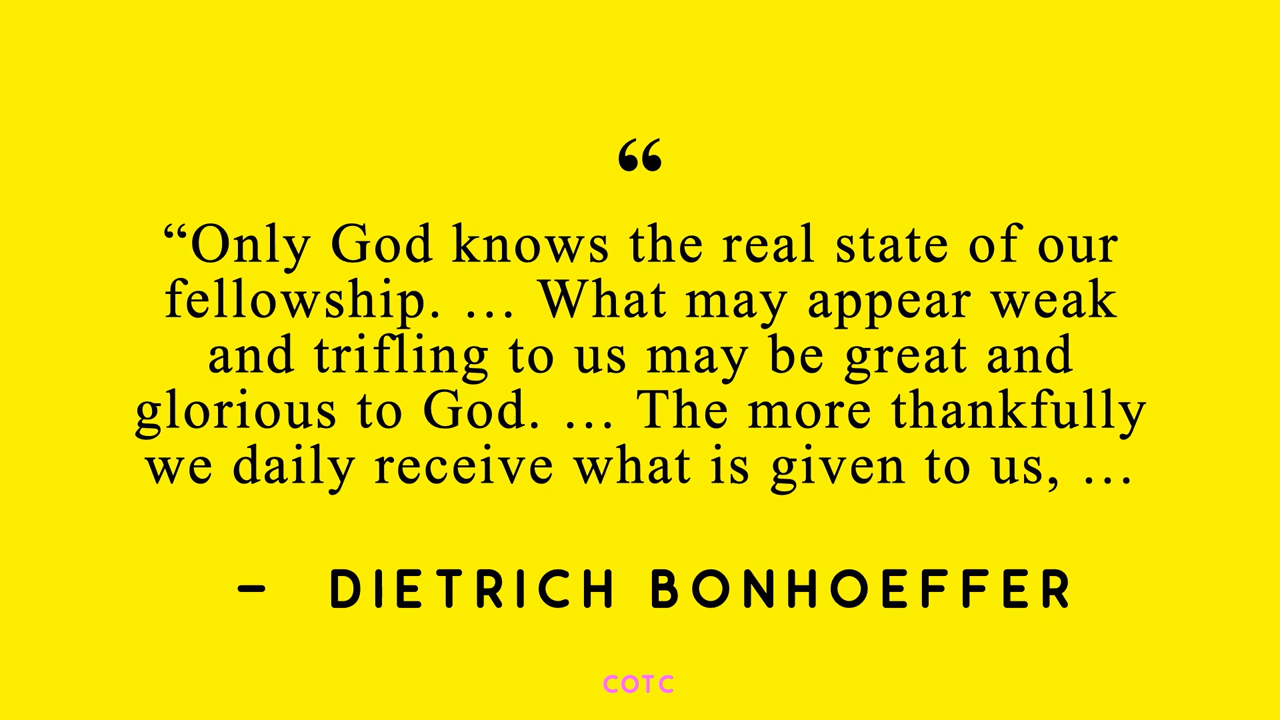 “
“Only God knows the real state of our
fellowship. … What may appear weak
and trifling to us may be great and
glorious to God. … The more thankfully
we daily receive what is given to us, …
– DIETRICH BONHOEFFER
COTC